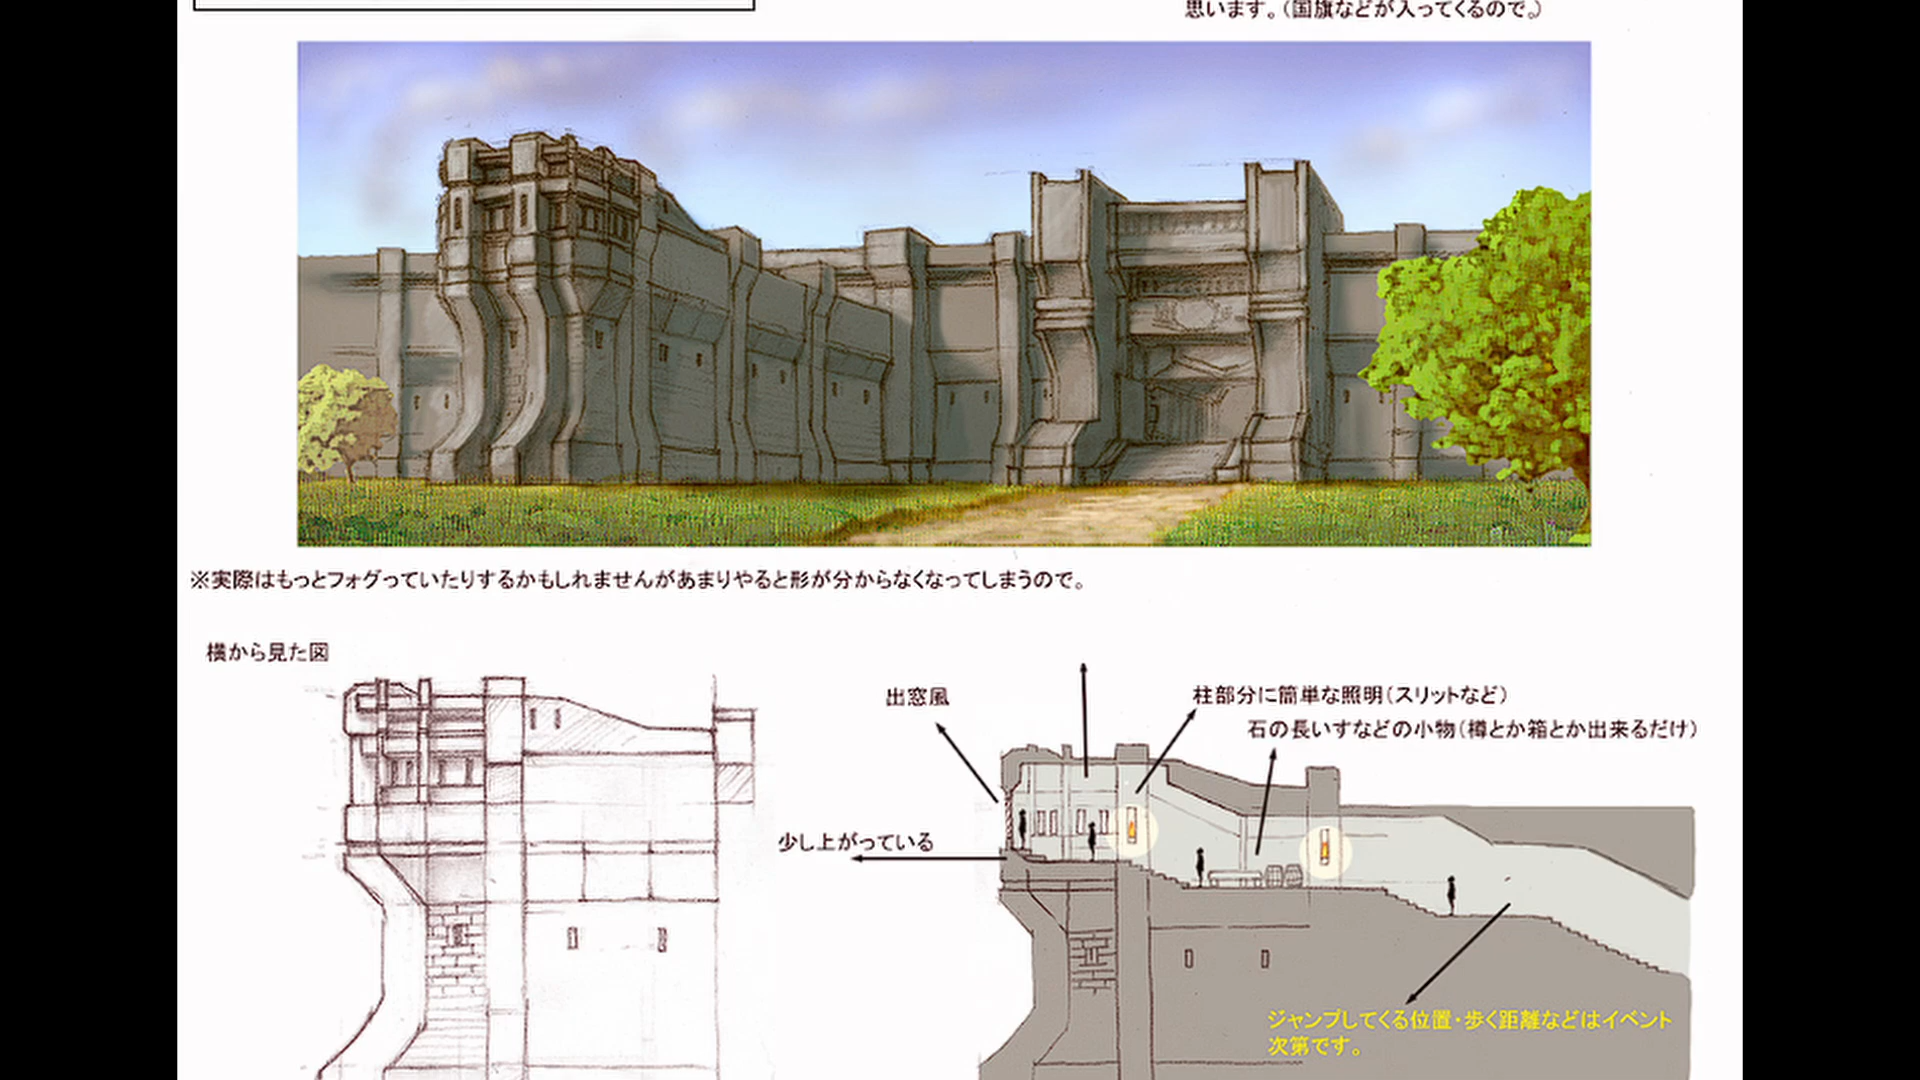 思います。（国旗などが入ってくるので。）
※実際はもっとフォグっていたりするかもしれませんがあまりやると形が分からなくなってしまうので。
横から見た図
出窓風
柱部分に簡単な照明（スリットなど）
石の長いすなどの小物（樽とか箱とか出来るだけ）
少し上がっている
ジャンプしてくる位置・歩く距離などはイベント
次第です。